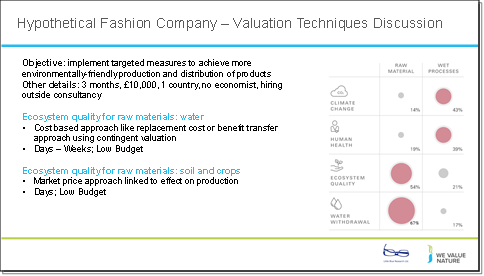 Hypothetical Fashion Company – Valuation Techniques Discussion
Objective: implement targeted measures to achieve more
environmentally-friendly production and distribution of products
Other details: 3 months, £10,000, 1 country, no economist, hiring
outside consultancy
Ecosystem quality for raw materials: water
• Cost based approach like replacement cost or benefit transfer
approach using contingent valuation
• Days – Weeks; Low Budget
Ecosystem quality for raw materials: soil and crops
• Market price approach linked to effect on production
• Days; Low Budget
RAW
MATERIAL
WET
PROCESSES
CLIMATE
CHANGE
14%
43%
HUMAN
HEALTH
19%
38%
ECOSYSTEM
QUALITY
54%
21%
WATER
WITHDRAWAL
61%
17%
WE VALUE
NATURE